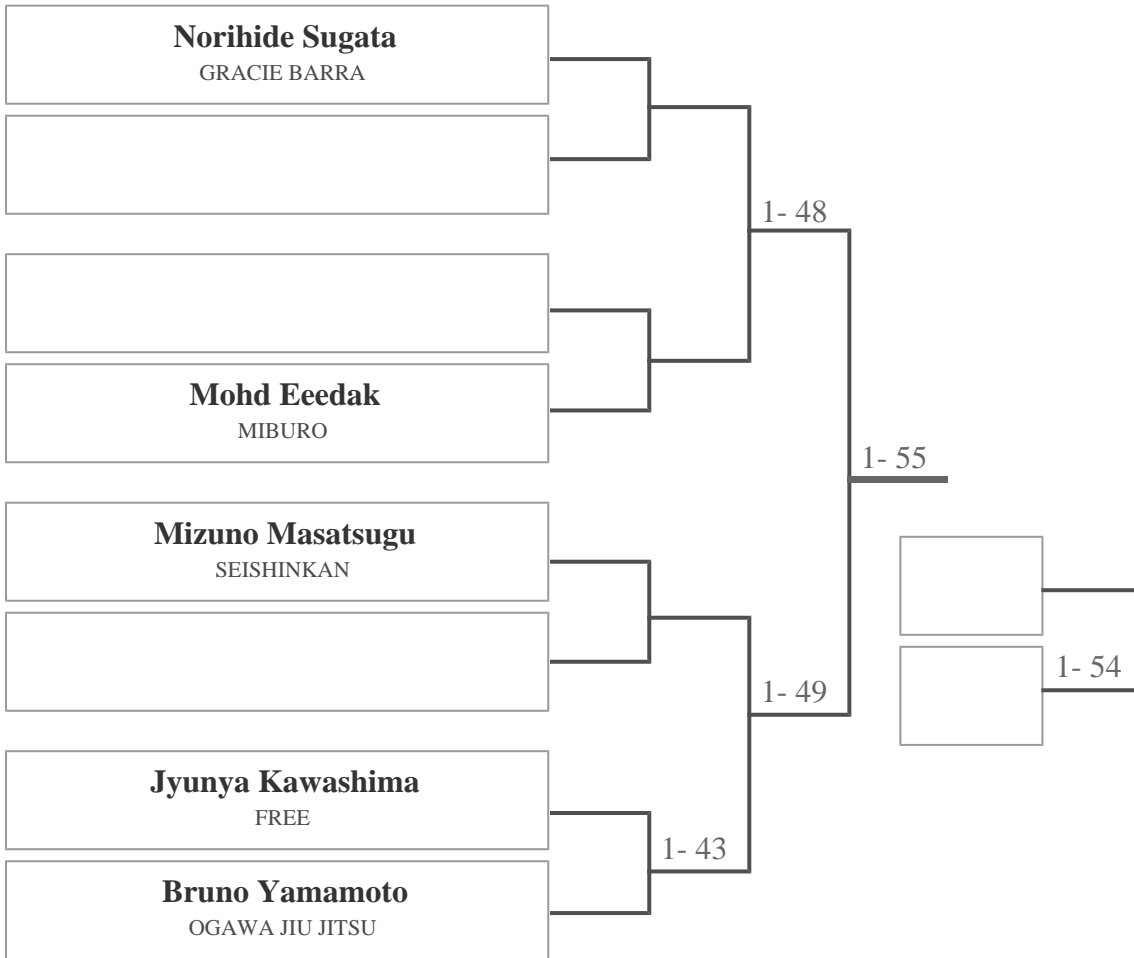 Norihide Sugata
GRACIE BARRA
1- 48
Mohd Eeedak
MIBURO
1- 55
Mizuno Masatsugu
SEISHINKAN
1- 54
1- 49
Jyunya Kawashima
FREE
1- 43
Bruno Yamamoto
OGAWA JIU JITSU